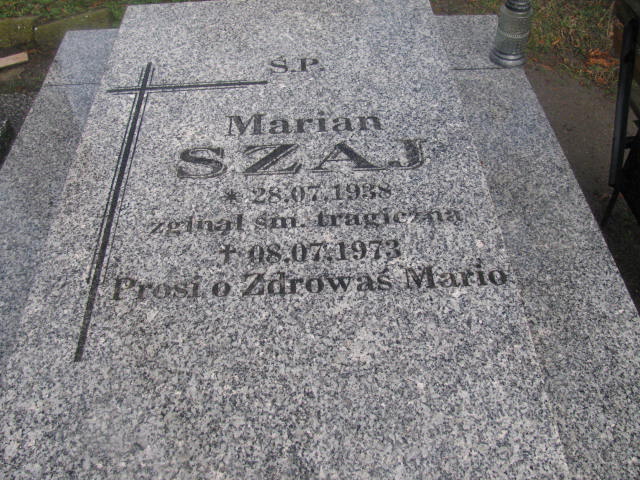 Ś.P.
Marian
SZAJ
* 28.07.1938
zginął śm. tragiczną
✝ 08.07.1973
Prosi o Zdrowaś Mario